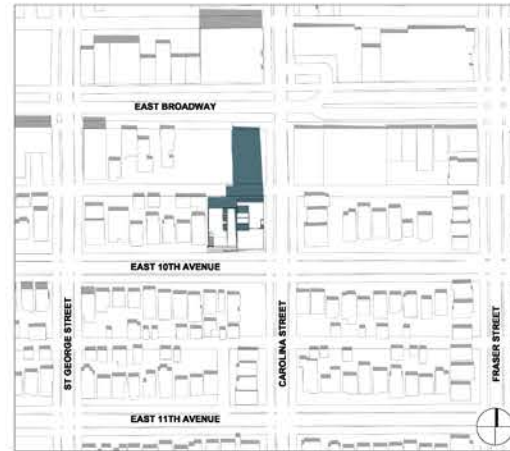 EAST BROADWAY
EAST 10TH AVENUE
ST GEORGE STREET
CAROLINA STREET
FRASER STREET
EAST 11TH AVENUE